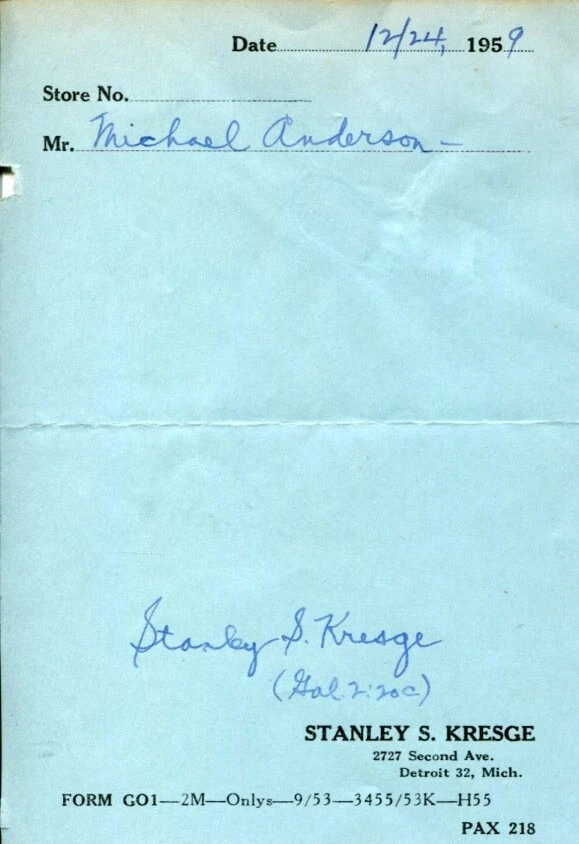 Date 12/24, 1959
Store No.
Mr. Michael Anderson –
Stanley S. Kresge
(Gal. 2:20c)
STANLEY S. KRESGE
2727 Second Ave.
Detroit 32, Mich.
FORM GO1—2M—Onlys—9/53—3455/53K—H55
PAX 218